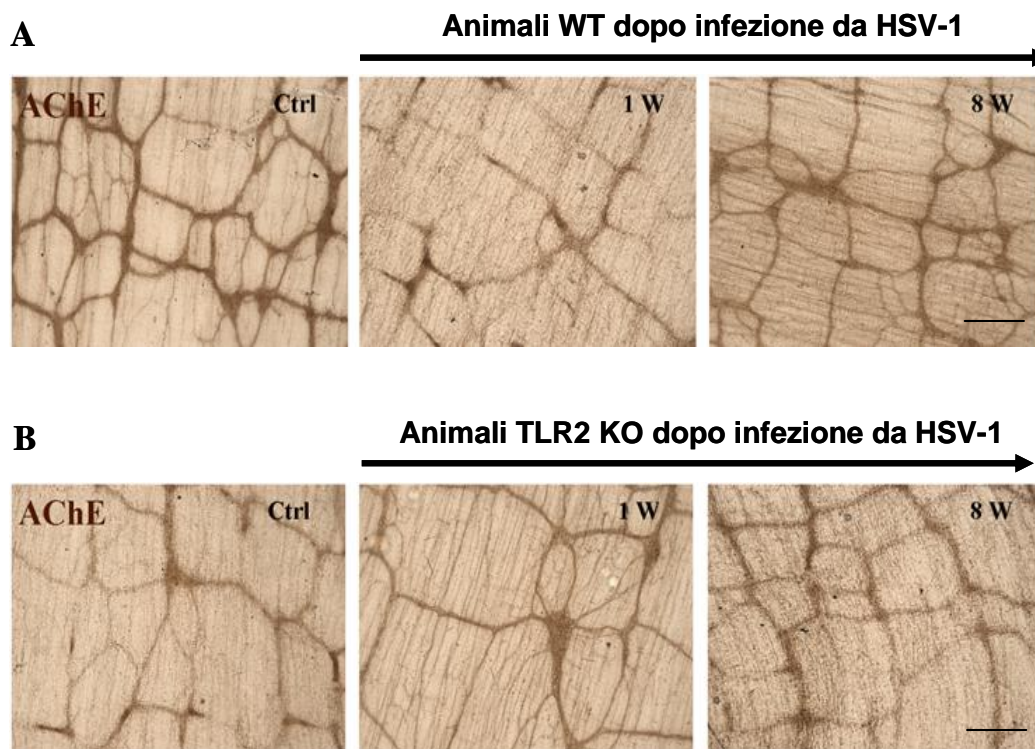 A
Animali WT dopo infezione da HSV-1
AChE
Ctrl
1 W
8 W
B
Animali TLR2 KO dopo infezione da HSV-1
AChE
Ctrl
1 W
8 W